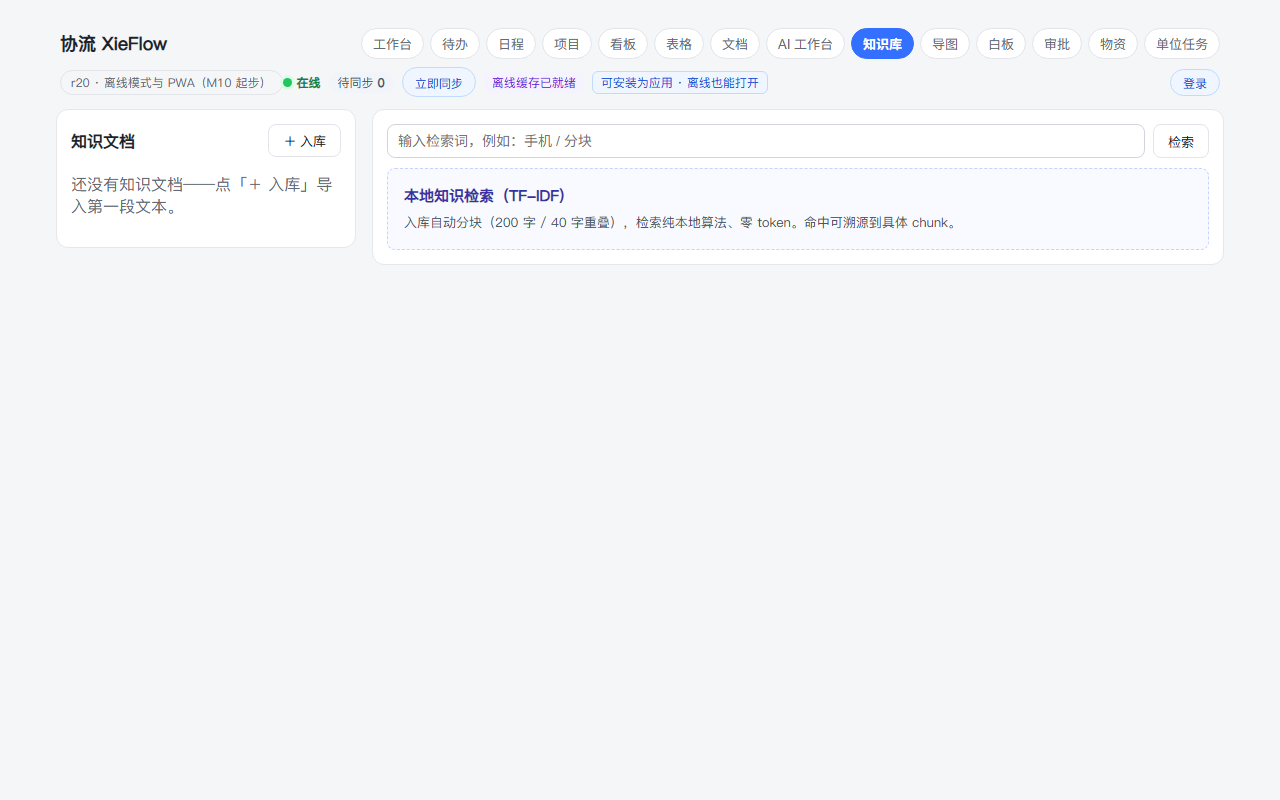 协流 XieFlow
工作台 待办 日程 项目 看板 表格 文档 AI 工作台 知识库 导图 白板 审批 物资 单位任务
r20 · 离线模式与 PWA（M10 起步） 在线 待同步 0 立即同步 离线缓存已就绪 可安装为应用 · 离线也能打开 登录
知识文档 ＋ 入库
还没有知识文档——点「＋ 入库」导
入第一段文本。
输入检索词，例如：手机 / 分块 检索
本地知识检索（TF-IDF）
入库自动分块（200 字 / 40 字重叠），检索纯本地算法、零 token。命中可溯源到具体 chunk。